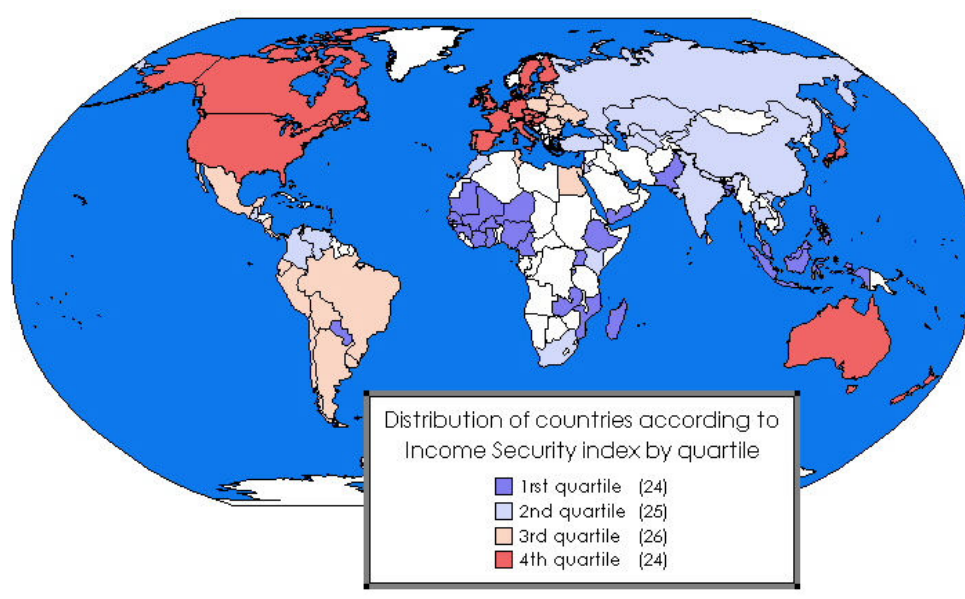 Distribution of countries according to
Income Security index by quartile
1rst quartile (24)
2nd quartile (25)
3rd quartile (26)
4th quartile (24)